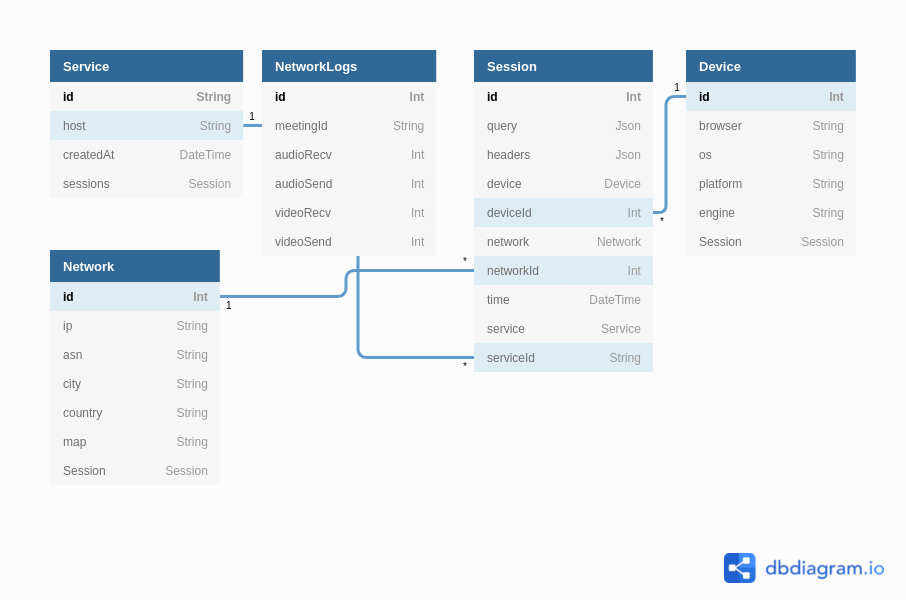 Service
id String
host String
createdAt DateTime
sessions Session
1
NetworkLogs
id Int
meetingId String
audioRecv Int
audioSend Int
videoRecv Int
videoSend Int
Session
id Int
query Json
headers Json
device Device
deviceId Int
network Network
networkId Int
time DateTime
service Service
serviceId String
*
*
*
1
Device
id Int
browser String
os String
platform String
engine String
Session Session
Network
id Int
ip String
asn String
city String
country String
map String
Session Session
1
dbdiagram.io